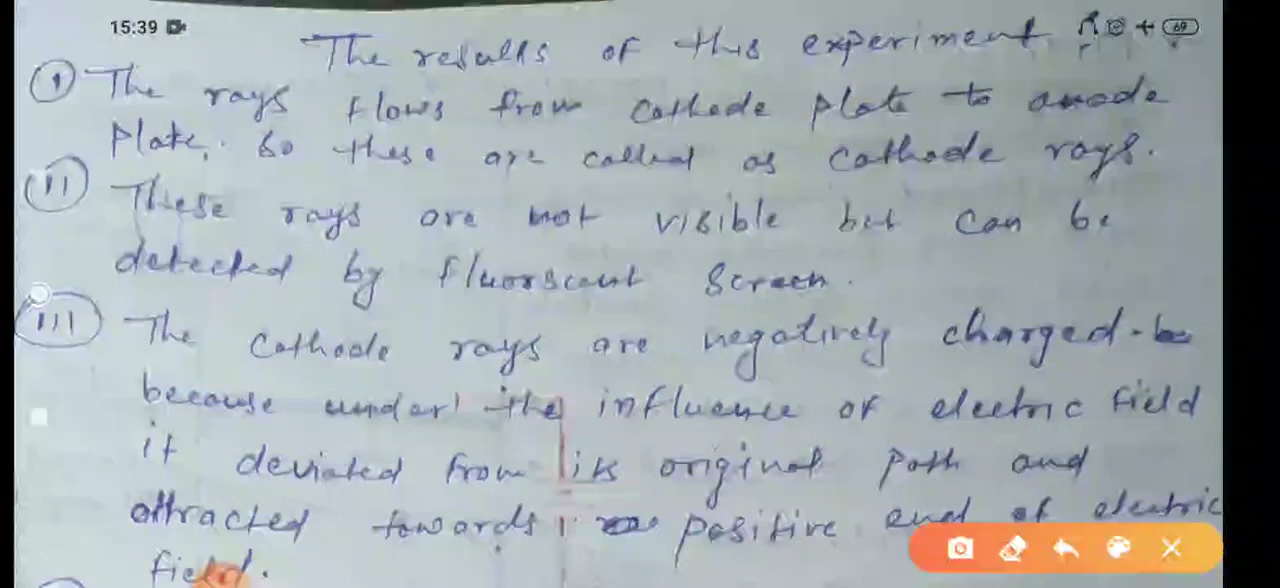 15:39
69
The results of this experiment
(I) The rays flows from cathode plate to anode
plate. So these are called as cathode rays.
(II) These rays are not visible but can be
detected by fluorscent screen.
(III) The cathode rays are negatively charged
because under the influence of electric field
it deviated from its original path and
attracted towards positive end of electric
field.